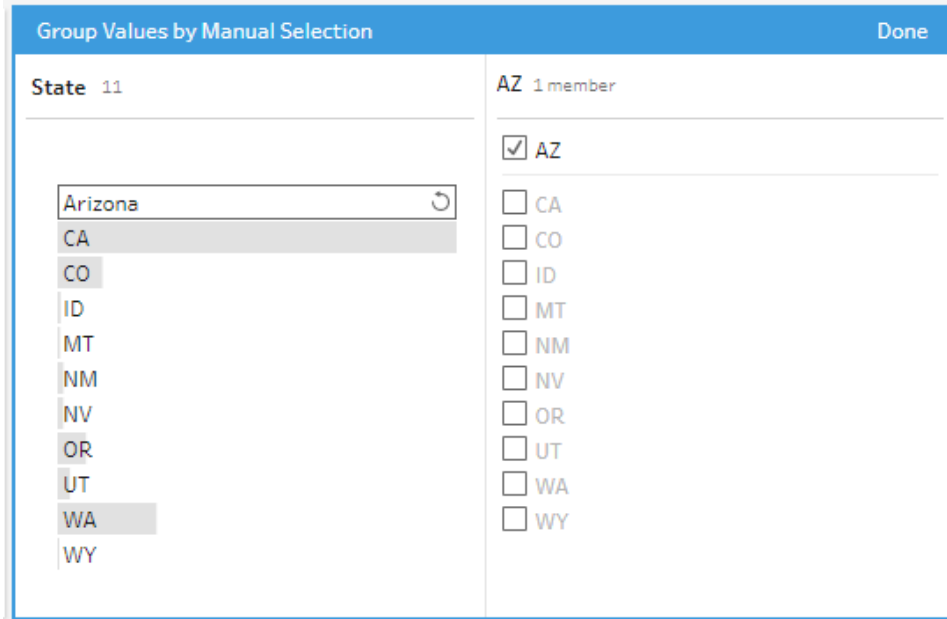 Group Values by Manual Selection Done
State 11
Arizona
CA
CO
ID
MT
NM
NV
OR
UT
WA
WY
AZ 1 member
AZ
CA
CO
ID
MT
NM
NV
OR
UT
WA
WY